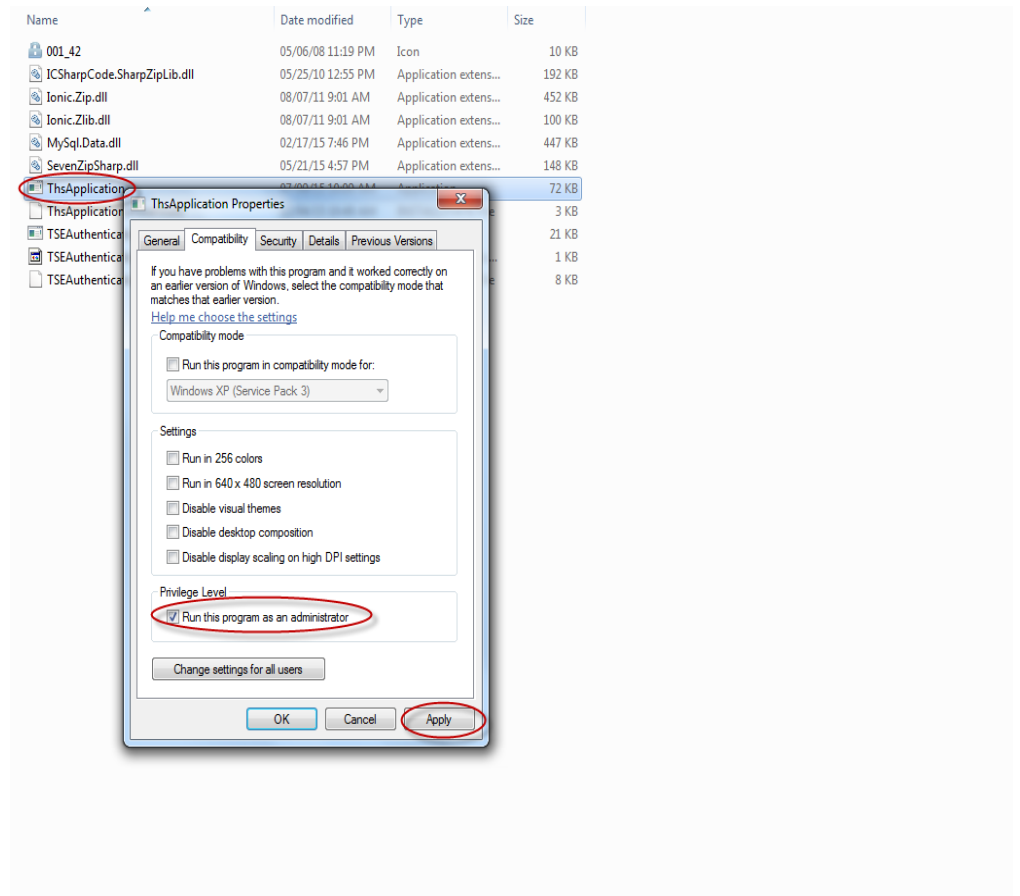 Name Date modified Type Size
001_42 05/06/08 11:19 PM Icon 10 KB
ICSharpCode.SharpZipLib.dll 05/25/10 12:55 PM Application extens... 192 KB
Ionic.Zip.dll 08/07/11 9:01 AM Application extens... 452 KB
Ionic.Zlib.dll 08/07/11 9:01 AM Application extens... 100 KB
MySql.Data.dll 02/17/15 7:46 PM Application extens... 447 KB
SevenZipSharp.dll 05/21/15 4:57 PM Application extens... 148 KB
ThsApplication 72 KB
ThsApplication 3 KB
TSEAuthentica 21 KB
TSEAuthentica 1 KB
TSEAuthentica 8 KB
ThsApplication Properties
General Compatibility Security Details Previous Versions
If you have problems with this program and it worked correctly on
an earlier version of Windows, select the compatibility mode that
matches that earlier version.
Help me choose the settings
Compatibility mode
Run this program in compatibility mode for:
Windows XP (Service Pack 3)
Settings
Run in 256 colors
Run in 640 x 480 screen resolution
Disable visual themes
Disable desktop composition
Disable display scaling on high DPI settings
Privilege Level
Run this program as an administrator
Change settings for all users
OK Cancel Apply